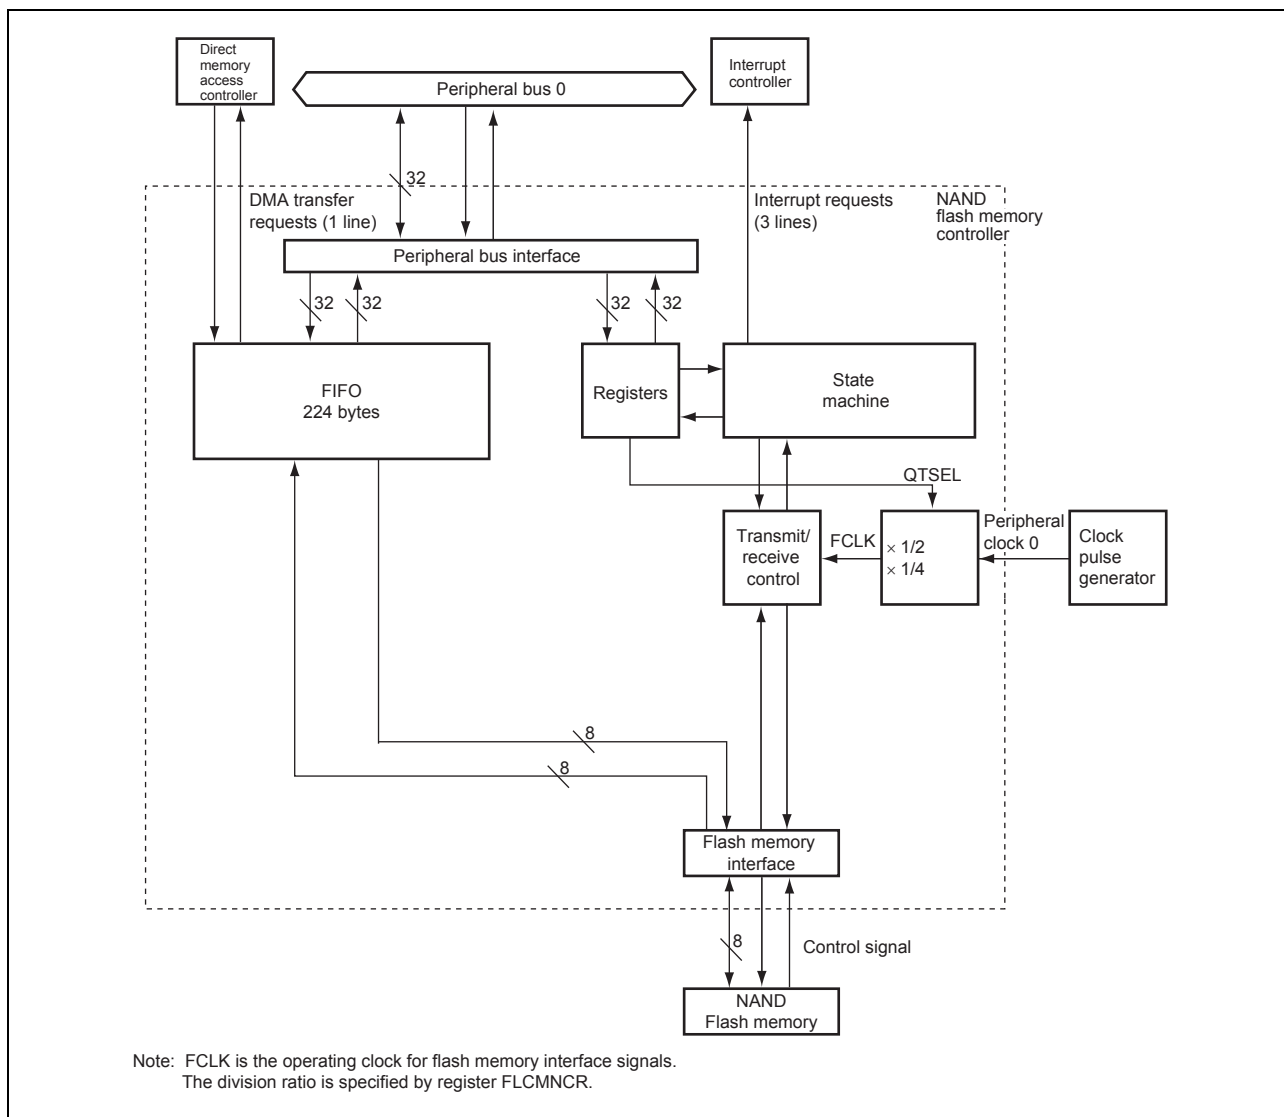 Direct
memory
access
controller
Peripheral bus 0
Interrupt
controller
32
DMA transfer
requests (1 line)
Interrupt requests
(3 lines)
NAND
flash memory
controller
Peripheral bus interface
32
32
32
32
FIFO
224 bytes
Registers
State
machine
QTSEL
Transmit/
receive
control
FCLK
× 1/2
× 1/4
Peripheral
clock 0
Clock
pulse
generator
8
8
Flash memory
interface
8
Control signal
NAND
Flash memory
Note: FCLK is the operating clock for flash memory interface signals.
The division ratio is specified by register FLCMNCR.